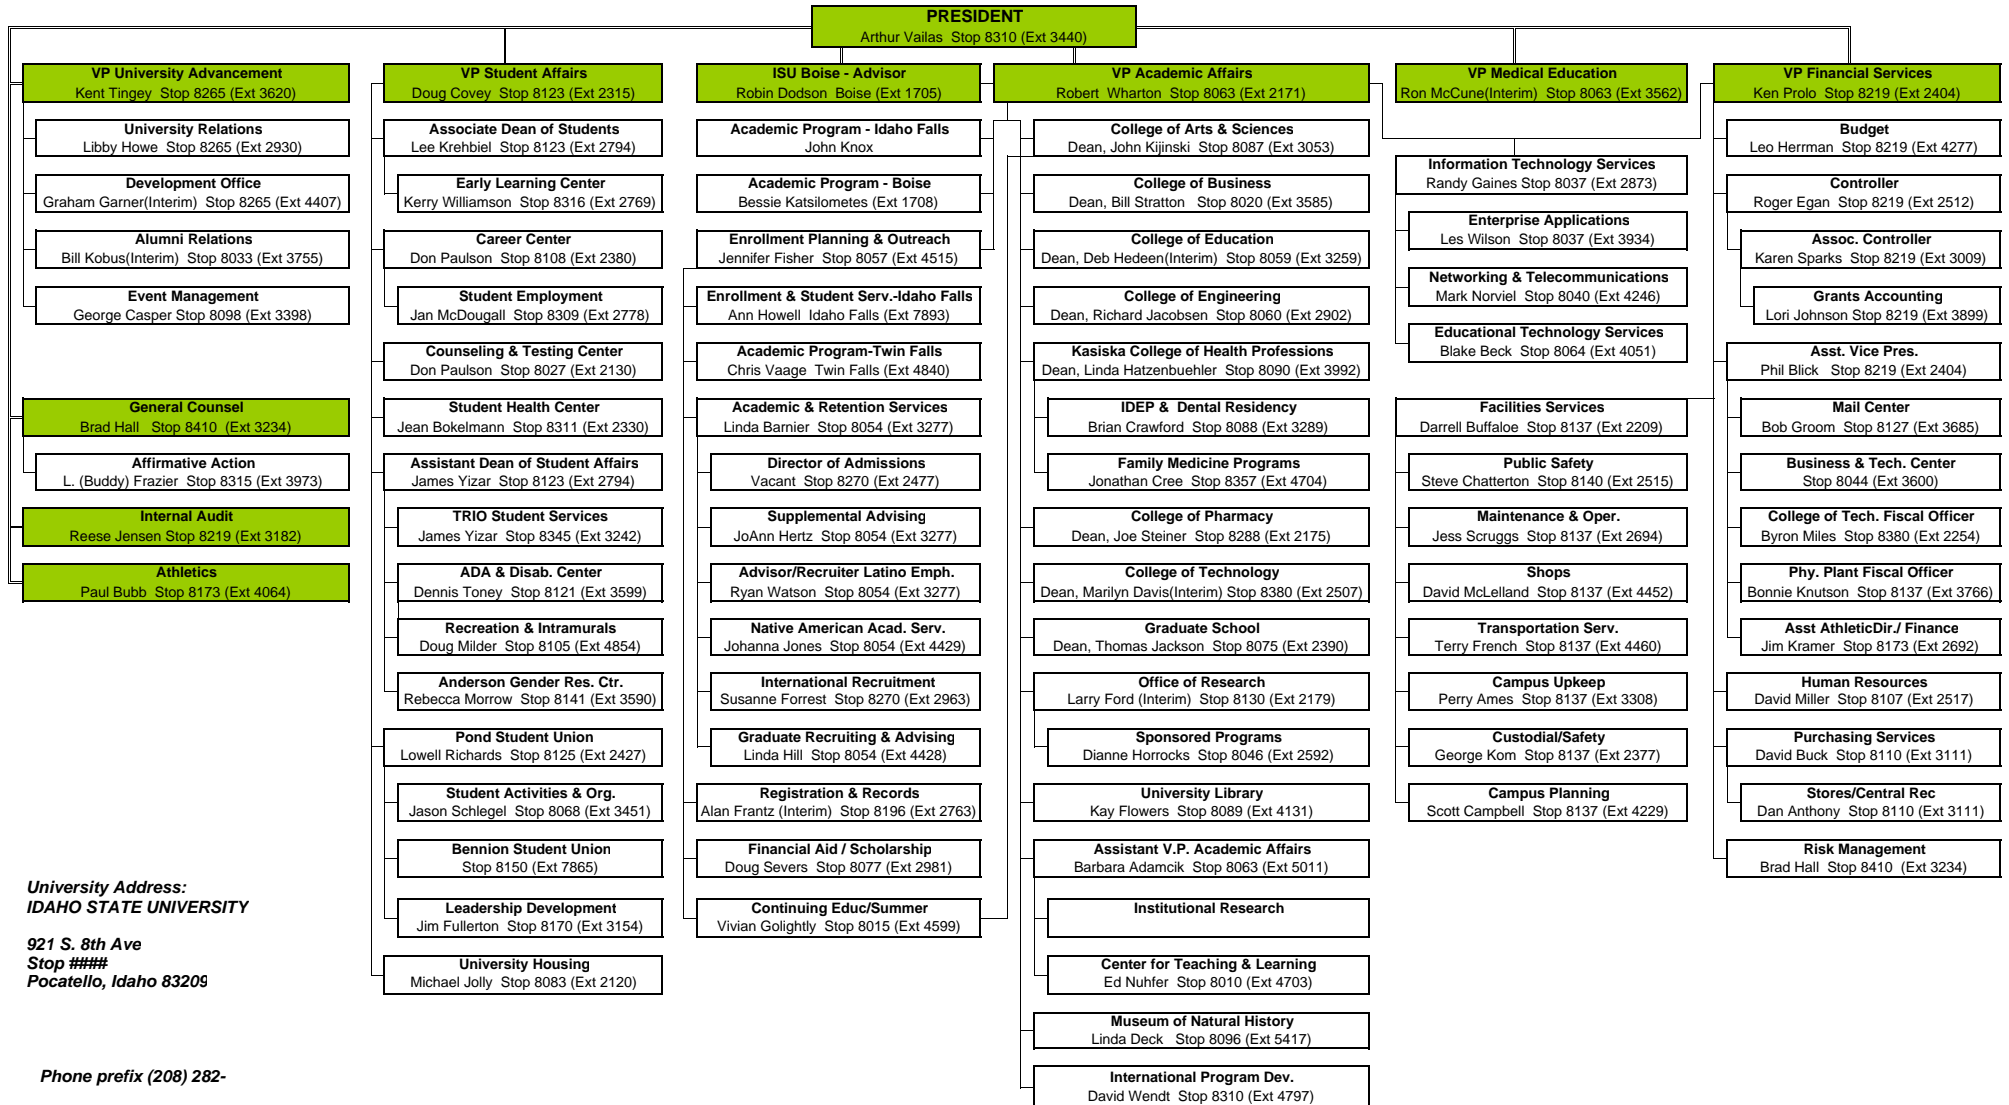 PRESIDENT
Arthur Vailas Stop 8310 (Ext 3440)
VP University Advancement
Kent Tingey Stop 8265 (Ext 3620)
University Relations
Libby Howe Stop 8265 (Ext 2930)
Development Office
Graham Garner(Interim) Stop 8265 (Ext 4407)
Alumni Relations
Bill Kobus(Interim) Stop 8033 (Ext 3755)
Event Management
George Casper Stop 8098 (Ext 3398)
General Counsel
Brad Hall Stop 8410 (Ext 3234)
Affirmative Action
L. (Buddy) Frazier Stop 8315 (Ext 3973)
Internal Audit
Reese Jensen Stop 8219 (Ext 3182)
Athletics
Paul Bubb Stop 8173 (Ext 4064)
University Address:
IDAHO STATE UNIVERSITY
921 S. 8th Ave
Stop ####
Pocatello, Idaho 83209
Phone prefix (208) 282-
VP Student Affairs
Doug Covey Stop 8123 (Ext 2315)
Associate Dean of Students
Lee Krehbiel Stop 8123 (Ext 2794)
Early Learning Center
Kerry Williamson Stop 8316 (Ext 2769)
Career Center
Don Paulson Stop 8108 (Ext 2380)
Student Employment
Jan McDougall Stop 8309 (Ext 2778)
Counseling & Testing Center
Don Paulson Stop 8027 (Ext 2130)
Student Health Center
Jean Bokelmann Stop 8311 (Ext 2330)
Assistant Dean of Student Affairs
James Yizar Stop 8123 (Ext 2794)
TRIO Student Services
James Yizar Stop 8345 (Ext 3242)
ADA & Disab. Center
Dennis Toney Stop 8121 (Ext 3599)
Recreation & Intramurals
Doug Milder Stop 8105 (Ext 4854)
Anderson Gender Res. Ctr.
Rebecca Morrow Stop 8141 (Ext 3590)
Pond Student Union
Lowell Richards Stop 8125 (Ext 2427)
Student Activities & Org.
Jason Schlegel Stop 8068 (Ext 3451)
Bennion Student Union
Stop 8150 (Ext 7865)
Leadership Development
Jim Fullerton Stop 8170 (Ext 3154)
University Housing
Michael Jolly Stop 8083 (Ext 2120)
ISU Boise - Advisor
Robin Dodson Boise (Ext 1705)
Academic Program - Idaho Falls
John Knox
Academic Program - Boise
Bessie Katsilometes (Ext 1708)
Enrollment Planning & Outreach
Jennifer Fisher Stop 8057 (Ext 4515)
Enrollment & Student Serv.-Idaho Falls
Ann Howell Idaho Falls (Ext 7893)
Academic Program-Twin Falls
Chris Vaage Twin Falls (Ext 4840)
Academic & Retention Services
Linda Barnier Stop 8054 (Ext 3277)
Director of Admissions
Vacant Stop 8270 (Ext 2477)
Supplemental Advising
JoAnn Hertz Stop 8054 (Ext 3277)
Advisor/Recruiter Latino Emph.
Ryan Watson Stop 8054 (Ext 3277)
Native American Acad. Serv.
Johanna Jones Stop 8054 (Ext 4429)
International Recruitment
Susanne Forrest Stop 8270 (Ext 2963)
Graduate Recruiting & Advising
Linda Hill Stop 8054 (Ext 4428)
Registration & Records
Alan Frantz (Interim) Stop 8196 (Ext 2763)
Financial Aid / Scholarship
Doug Severs Stop 8077 (Ext 2981)
Continuing Educ/Summer
Vivian Golightly Stop 8015 (Ext 4599)
VP Academic Affairs
Robert Wharton Stop 8063 (Ext 2171)
College of Arts & Sciences
Dean, John Kijinski Stop 8087 (Ext 3053)
College of Business
Dean, Bill Stratton Stop 8020 (Ext 3585)
College of Education
Dean, Deb Hedeen(Interim) Stop 8059 (Ext 3259)
College of Engineering
Dean, Richard Jacobsen Stop 8060 (Ext 2902)
Kasiska College of Health Professions
Dean, Linda Hatzenbuehler Stop 8090 (Ext 3992)
IDEP & Dental Residency
Brian Crawford Stop 8088 (Ext 3289)
Family Medicine Programs
Jonathan Cree Stop 8357 (Ext 4704)
College of Pharmacy
Dean, Joe Steiner Stop 8288 (Ext 2175)
College of Technology
Dean, Marilyn Davis(Interim) Stop 8380 (Ext 2507)
Graduate School
Dean, Thomas Jackson Stop 8075 (Ext 2390)
Office of Research
Larry Ford (Interim) Stop 8130 (Ext 2179)
Sponsored Programs
Dianne Horrocks Stop 8046 (Ext 2592)
University Library
Kay Flowers Stop 8089 (Ext 4131)
Assistant V.P. Academic Affairs
Barbara Adamcik Stop 8063 (Ext 5011)
Institutional Research
Center for Teaching & Learning
Ed Nuhfer Stop 8010 (Ext 4703)
Museum of Natural History
Linda Deck Stop 8096 (Ext 5417)
International Program Dev.
David Wendt Stop 8310 (Ext 4797)
VP Medical Education
Ron McCune(Interim) Stop 8063 (Ext 3562)
Information Technology Services
Randy Gaines Stop 8037 (Ext 2873)
Enterprise Applications
Les Wilson Stop 8037 (Ext 3934)
Networking & Telecommunications
Mark Norviel Stop 8040 (Ext 4246)
Educational Technology Services
Blake Beck Stop 8064 (Ext 4051)
Facilities Services
Darrell Buffaloe Stop 8137 (Ext 2209)
Public Safety
Steve Chatterton Stop 8140 (Ext 2515)
Maintenance & Oper.
Jess Scruggs Stop 8137 (Ext 2694)
Shops
David McLelland Stop 8137 (Ext 4452)
Transportation Serv.
Terry French Stop 8137 (Ext 4460)
Campus Upkeep
Perry Ames Stop 8137 (Ext 3308)
Custodial/Safety
George Kom Stop 8137 (Ext 2377)
Campus Planning
Scott Campbell Stop 8137 (Ext 4229)
VP Financial Services
Ken Prolo Stop 8219 (Ext 2404)
Budget
Leo Herrman Stop 8219 (Ext 4277)
Controller
Roger Egan Stop 8219 (Ext 2512)
Assoc. Controller
Karen Sparks Stop 8219 (Ext 3009)
Grants Accounting
Lori Johnson Stop 8219 (Ext 3899)
Asst. Vice Pres.
Phil Blick Stop 8219 (Ext 2404)
Mail Center
Bob Groom Stop 8127 (Ext 3685)
Business & Tech. Center
Stop 8044 (Ext 3600)
College of Tech. Fiscal Officer
Byron Miles Stop 8380 (Ext 2254)
Phy. Plant Fiscal Officer
Bonnie Knutson Stop 8137 (Ext 3766)
Asst AthleticDir./ Finance
Jim Kramer Stop 8173 (Ext 2692)
Human Resources
David Miller Stop 8107 (Ext 2517)
Purchasing Services
David Buck Stop 8110 (Ext 3111)
Stores/Central Rec
Dan Anthony Stop 8110 (Ext 3111)
Risk Management
Brad Hall Stop 8410 (Ext 3234)